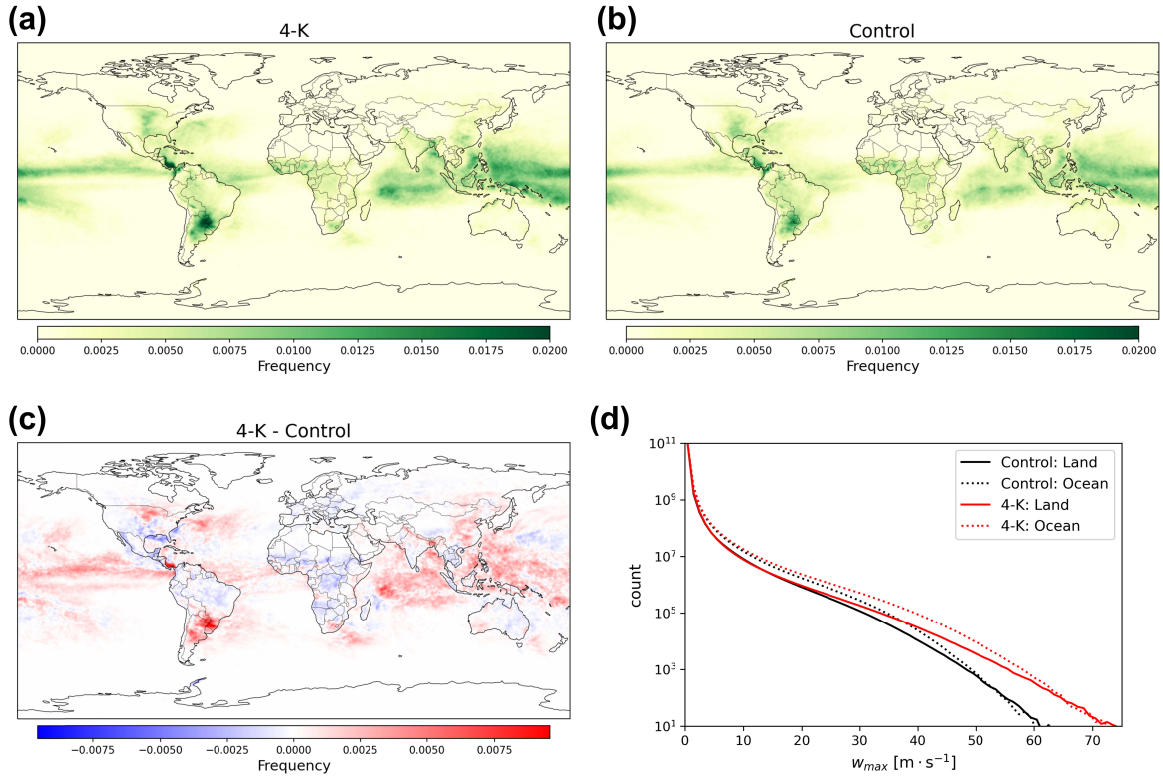 (a)
4-K
0.0000 0.0025 0.0050 0.0075 0.0100 0.0125 0.0150 0.0175 0.0200
Frequency
(b)
Control
0.0000 0.0025 0.0050 0.0075 0.0100 0.0125 0.0150 0.0175 0.0200
Frequency
(c)
4-K - Control
−0.0075 −0.0050 −0.0025 0.0000 0.0025 0.0050 0.0075
Frequency
(d)
10¹¹
10⁹
10⁷
10⁵
10³
10¹
count
Control: Land
Control: Ocean
4-K: Land
4-K: Ocean
0 10 20 30 40 50 60 70
w_max [m · s⁻¹]